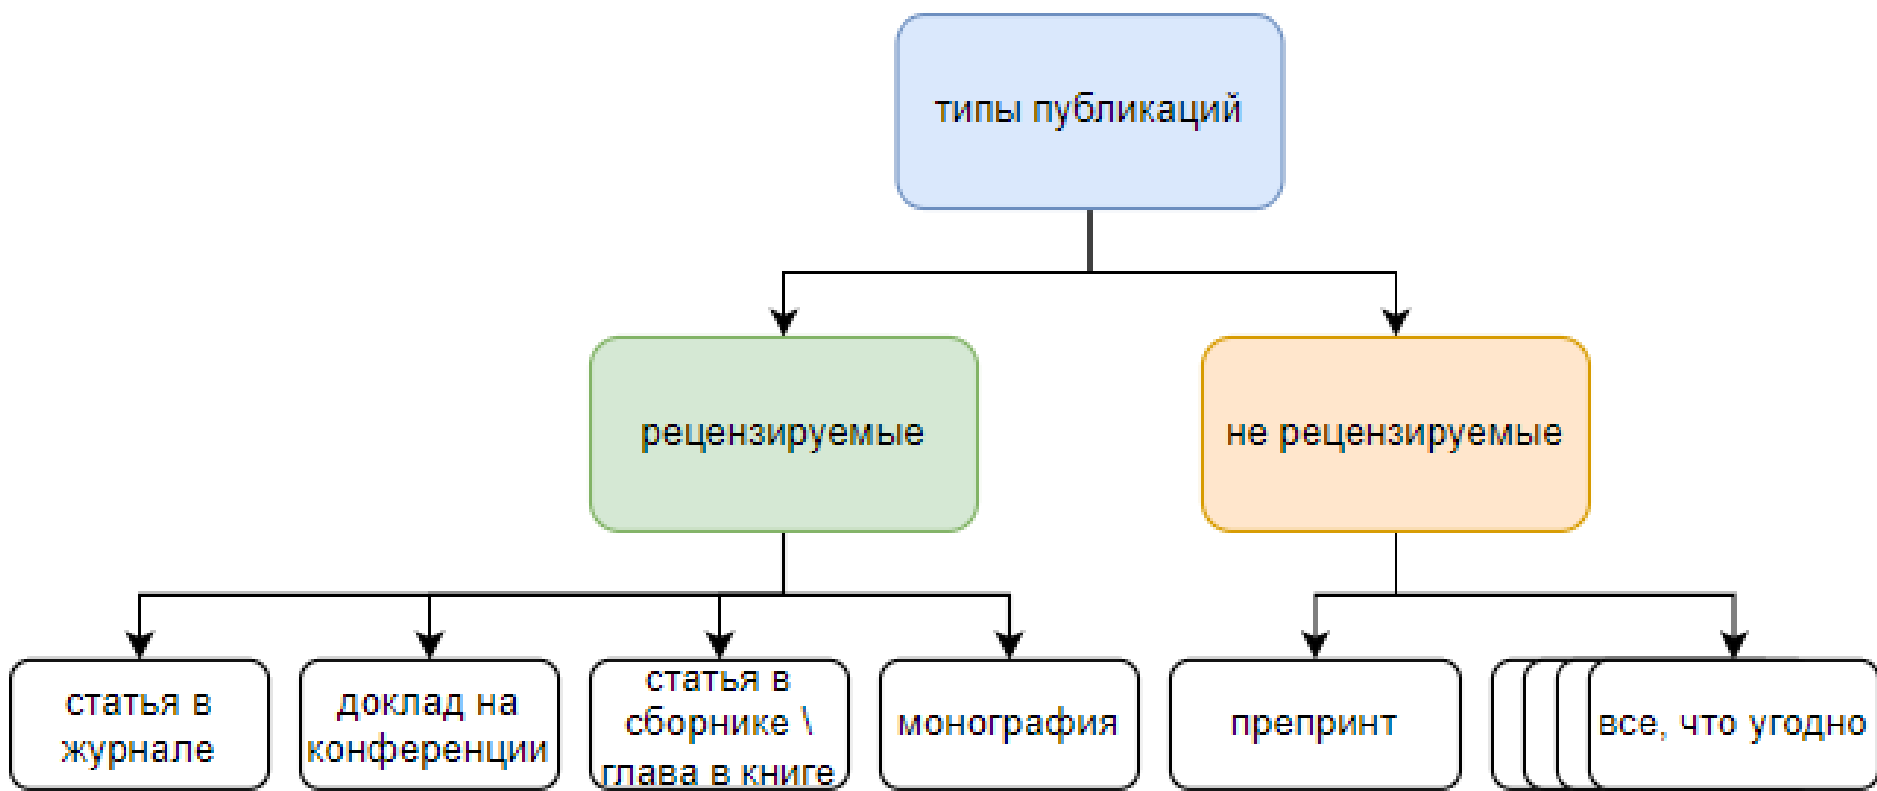 типы публикаций
рецензируемые
не рецензируемые
статья в
журнале
доклад на
конференции
статья в
сборнике \
глава в книге
монография
препринт
все, что угодно